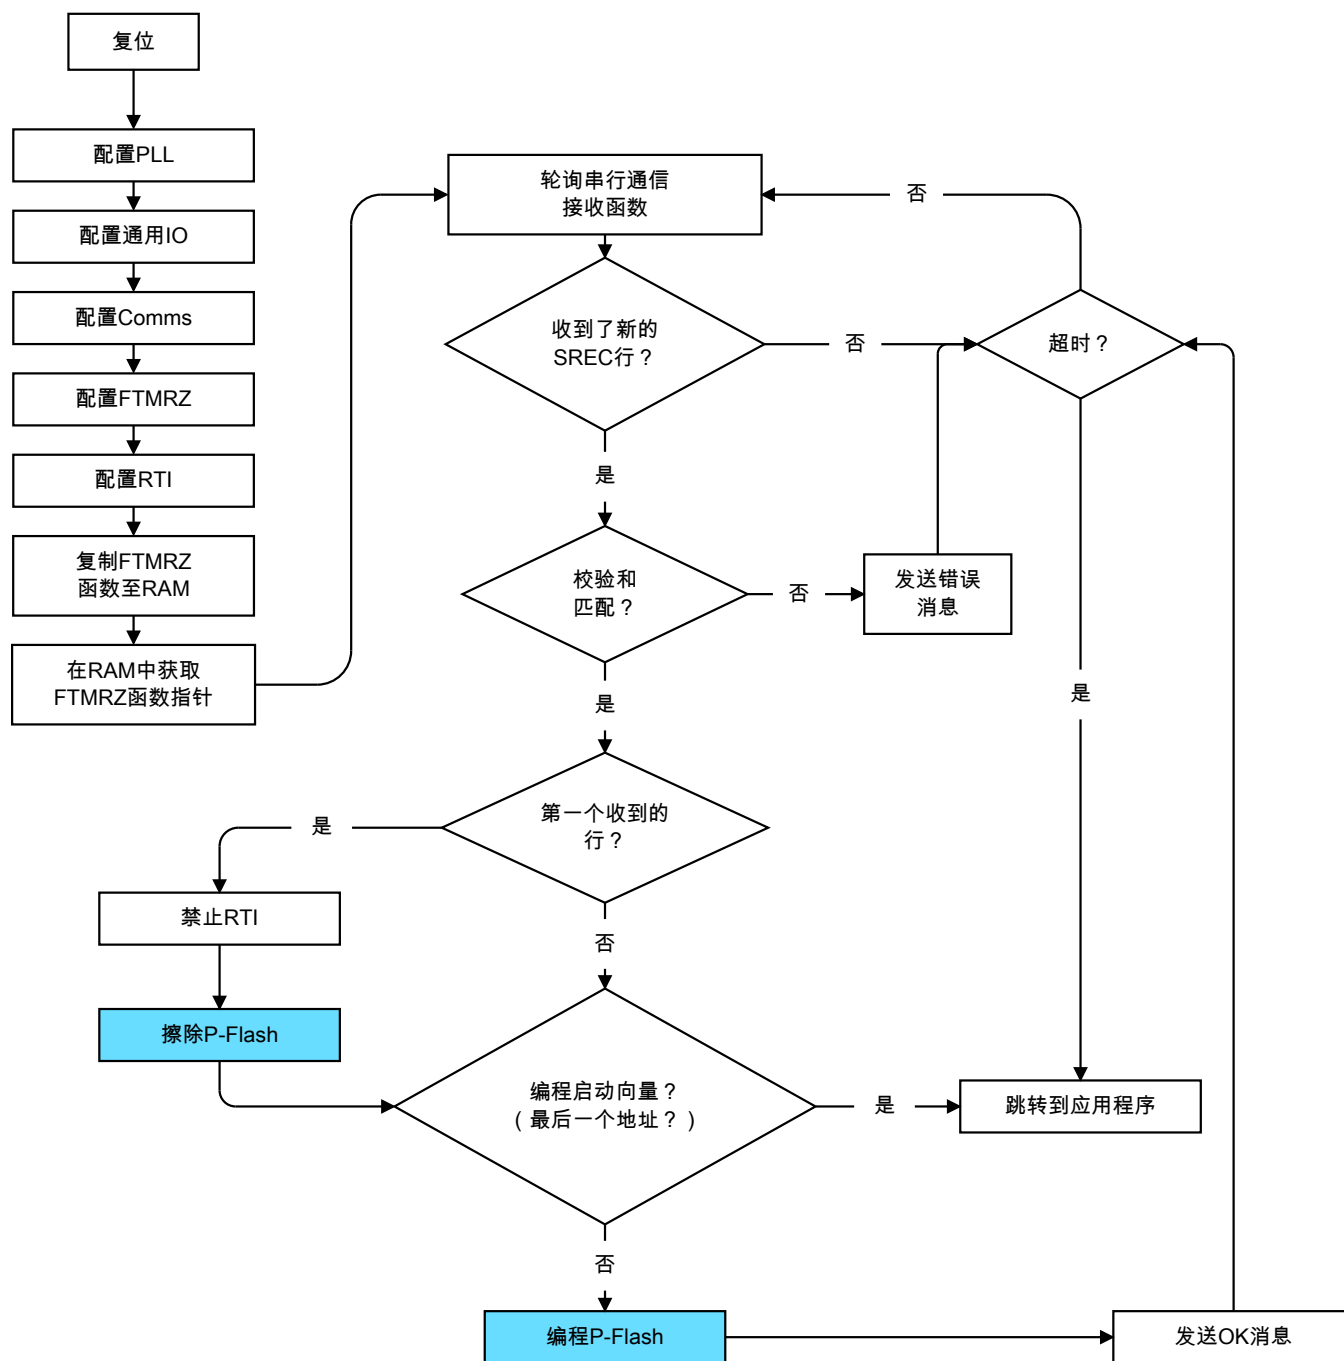 复位
配置PLL
配置通用IO
配置Comms
配置FTMRZ
配置RTI
复制FTMRZ
函数至RAM
在RAM中获取
FTMRZ函数指针
轮询串行通信
接收函数
否
收到了新的
SREC行？
否
超时？
是
校验和
匹配？
否
发送错误
消息
是
是
第一个收到的
行？
是
禁止RTI
否
擦除P-Flash
编程启动向量？
（最后一个地址？）
是
跳转到应用程序
否
编程P-Flash
发送OK消息